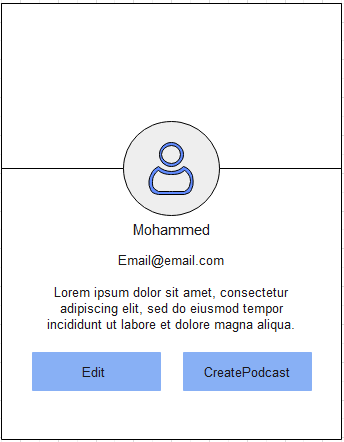 Mohammed
Email@email.com
Lorem ipsum dolor sit amet, consectetur
adipiscing elit, sed do eiusmod tempor
incididunt ut labore et dolore magna aliqua.
Edit
CreatePodcast